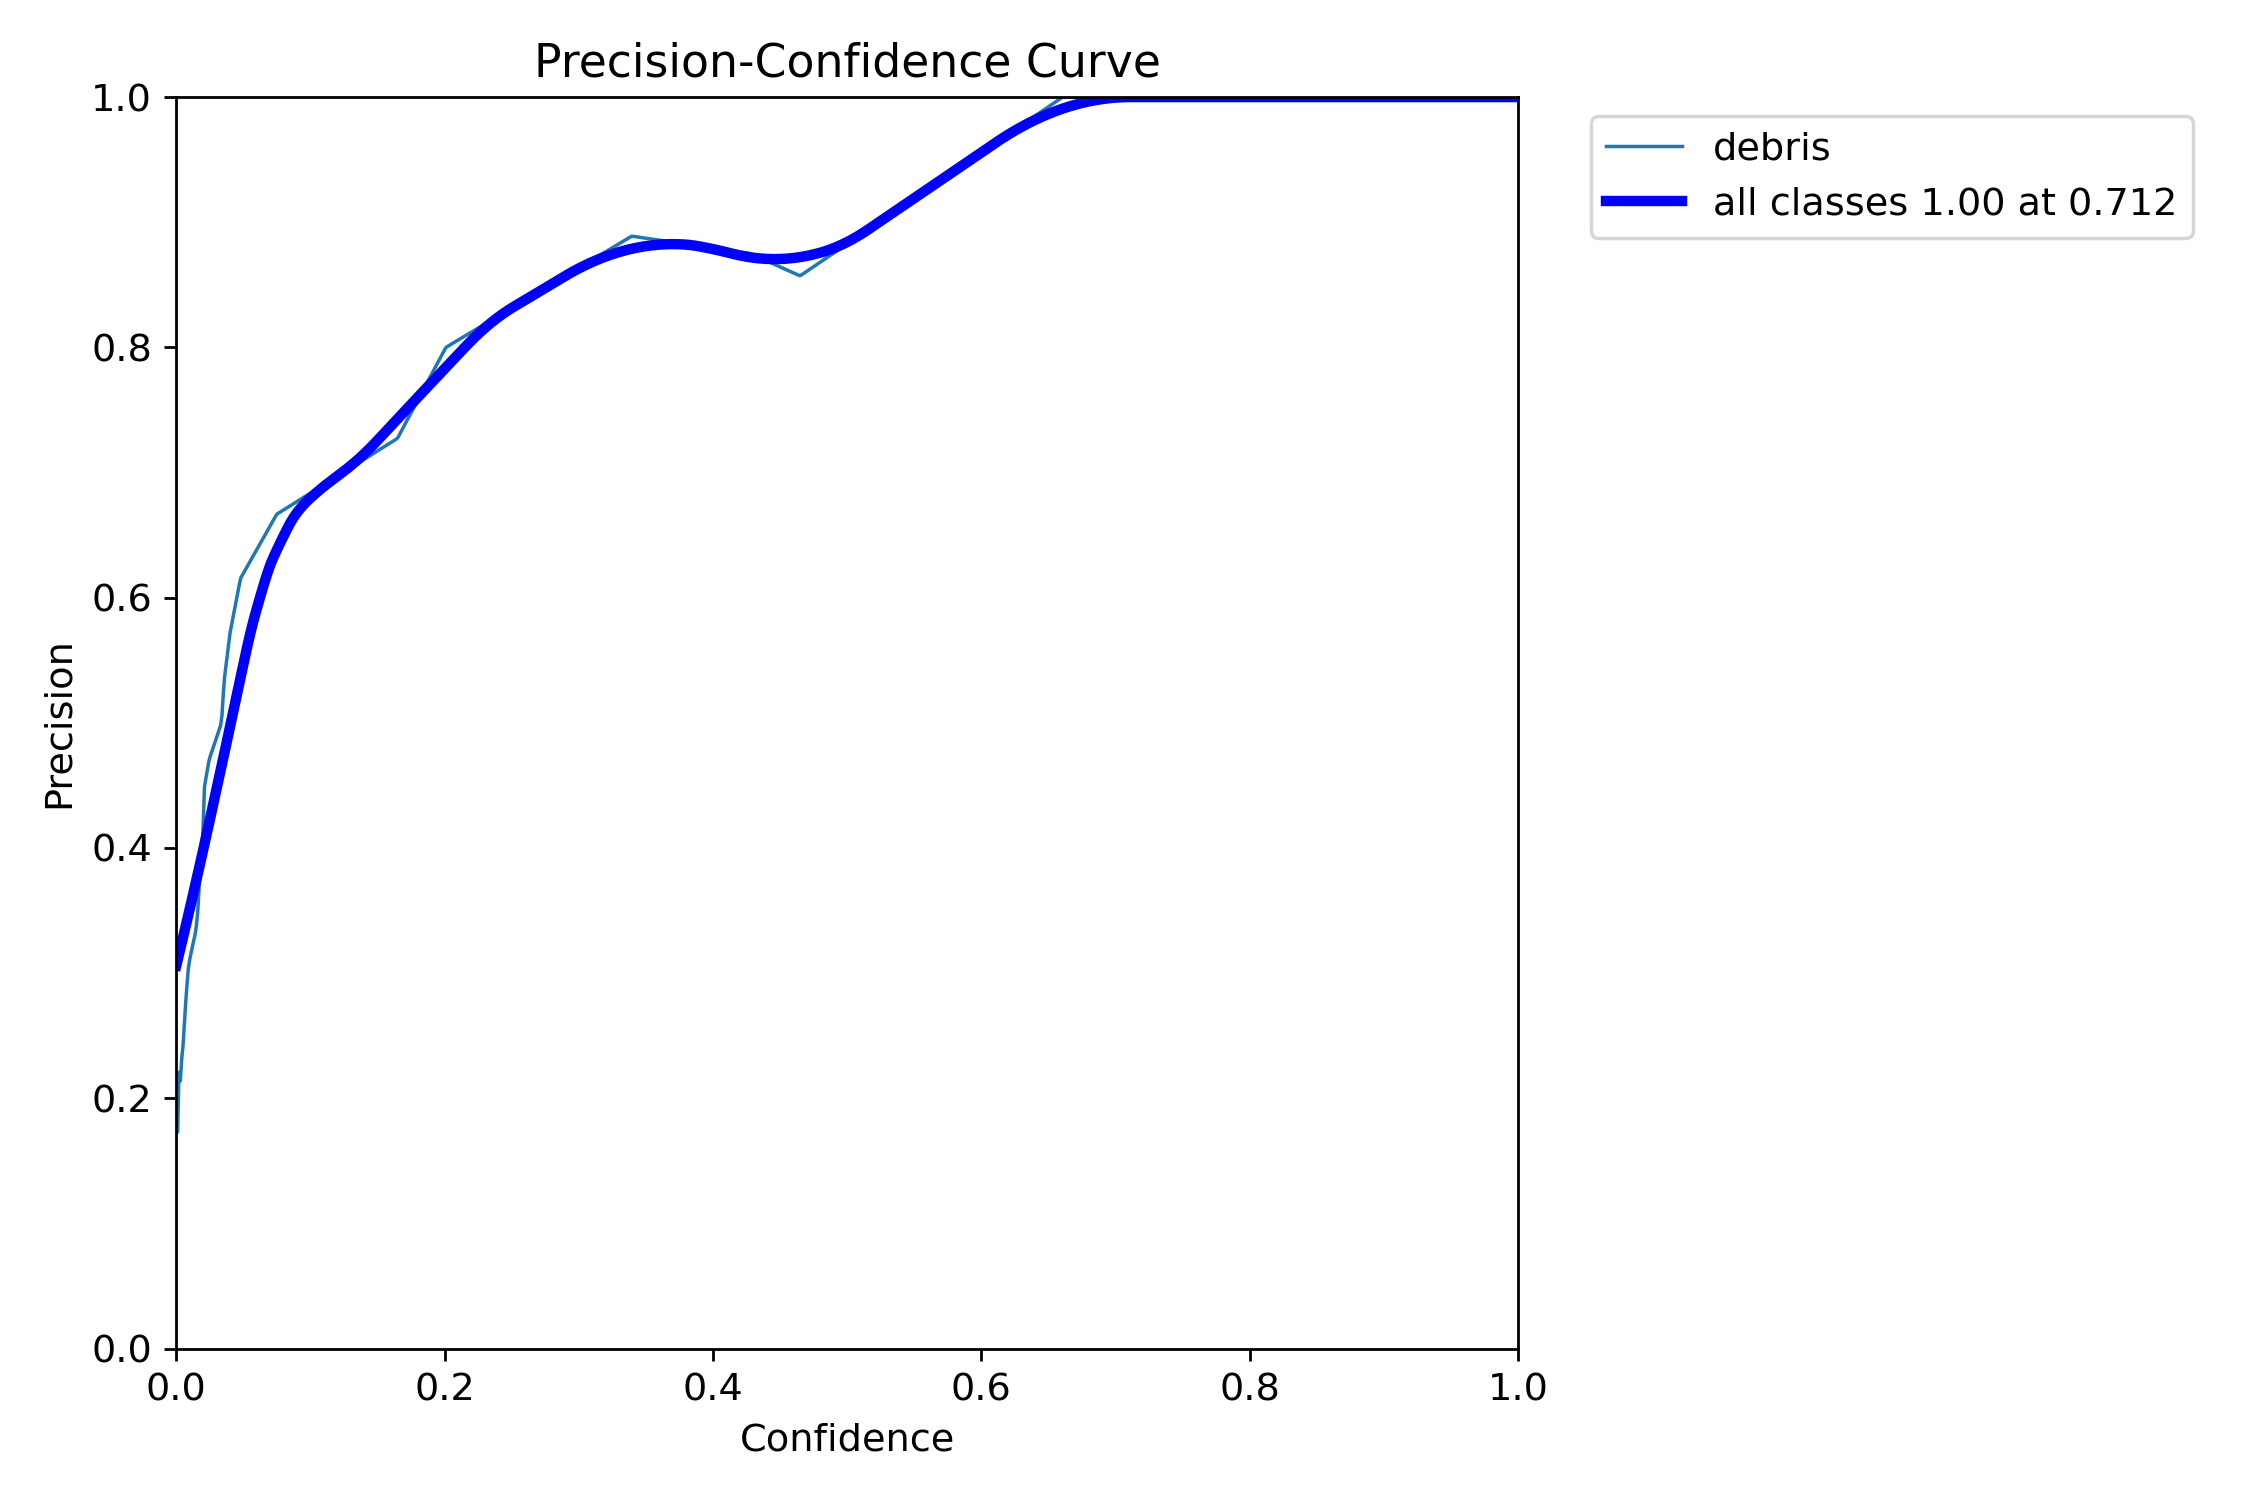 Precision-Confidence Curve
debris
all classes 1.00 at 0.712
1.0
0.8
0.6
0.4
0.2
0.0
Precision
0.0 0.2 0.4 0.6 0.8 1.0
Confidence